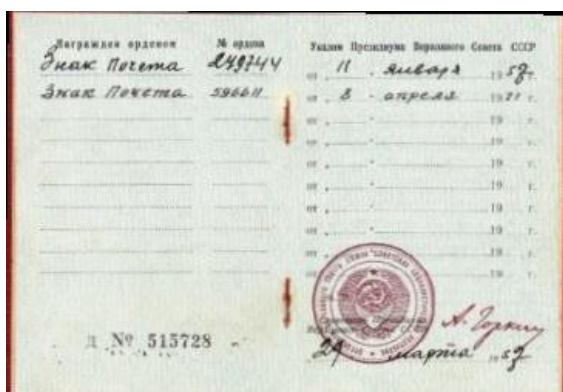 Награжден орденом № ордена
Знак Почета 249744
Знак Почета 596611
Д № 515728
Указом Президиума Верховного Совета СССР
от " 11 " января 1957 г.
от " 8 " апреля 1971 г.
от " " 19 г.
от " " 19 г.
от " " 19 г.
от " " 19 г.
от " " 19 г.
от " " 19 г.
от " " 19 г.
от " " 19 г.
А. Горкин
29 марта 1957